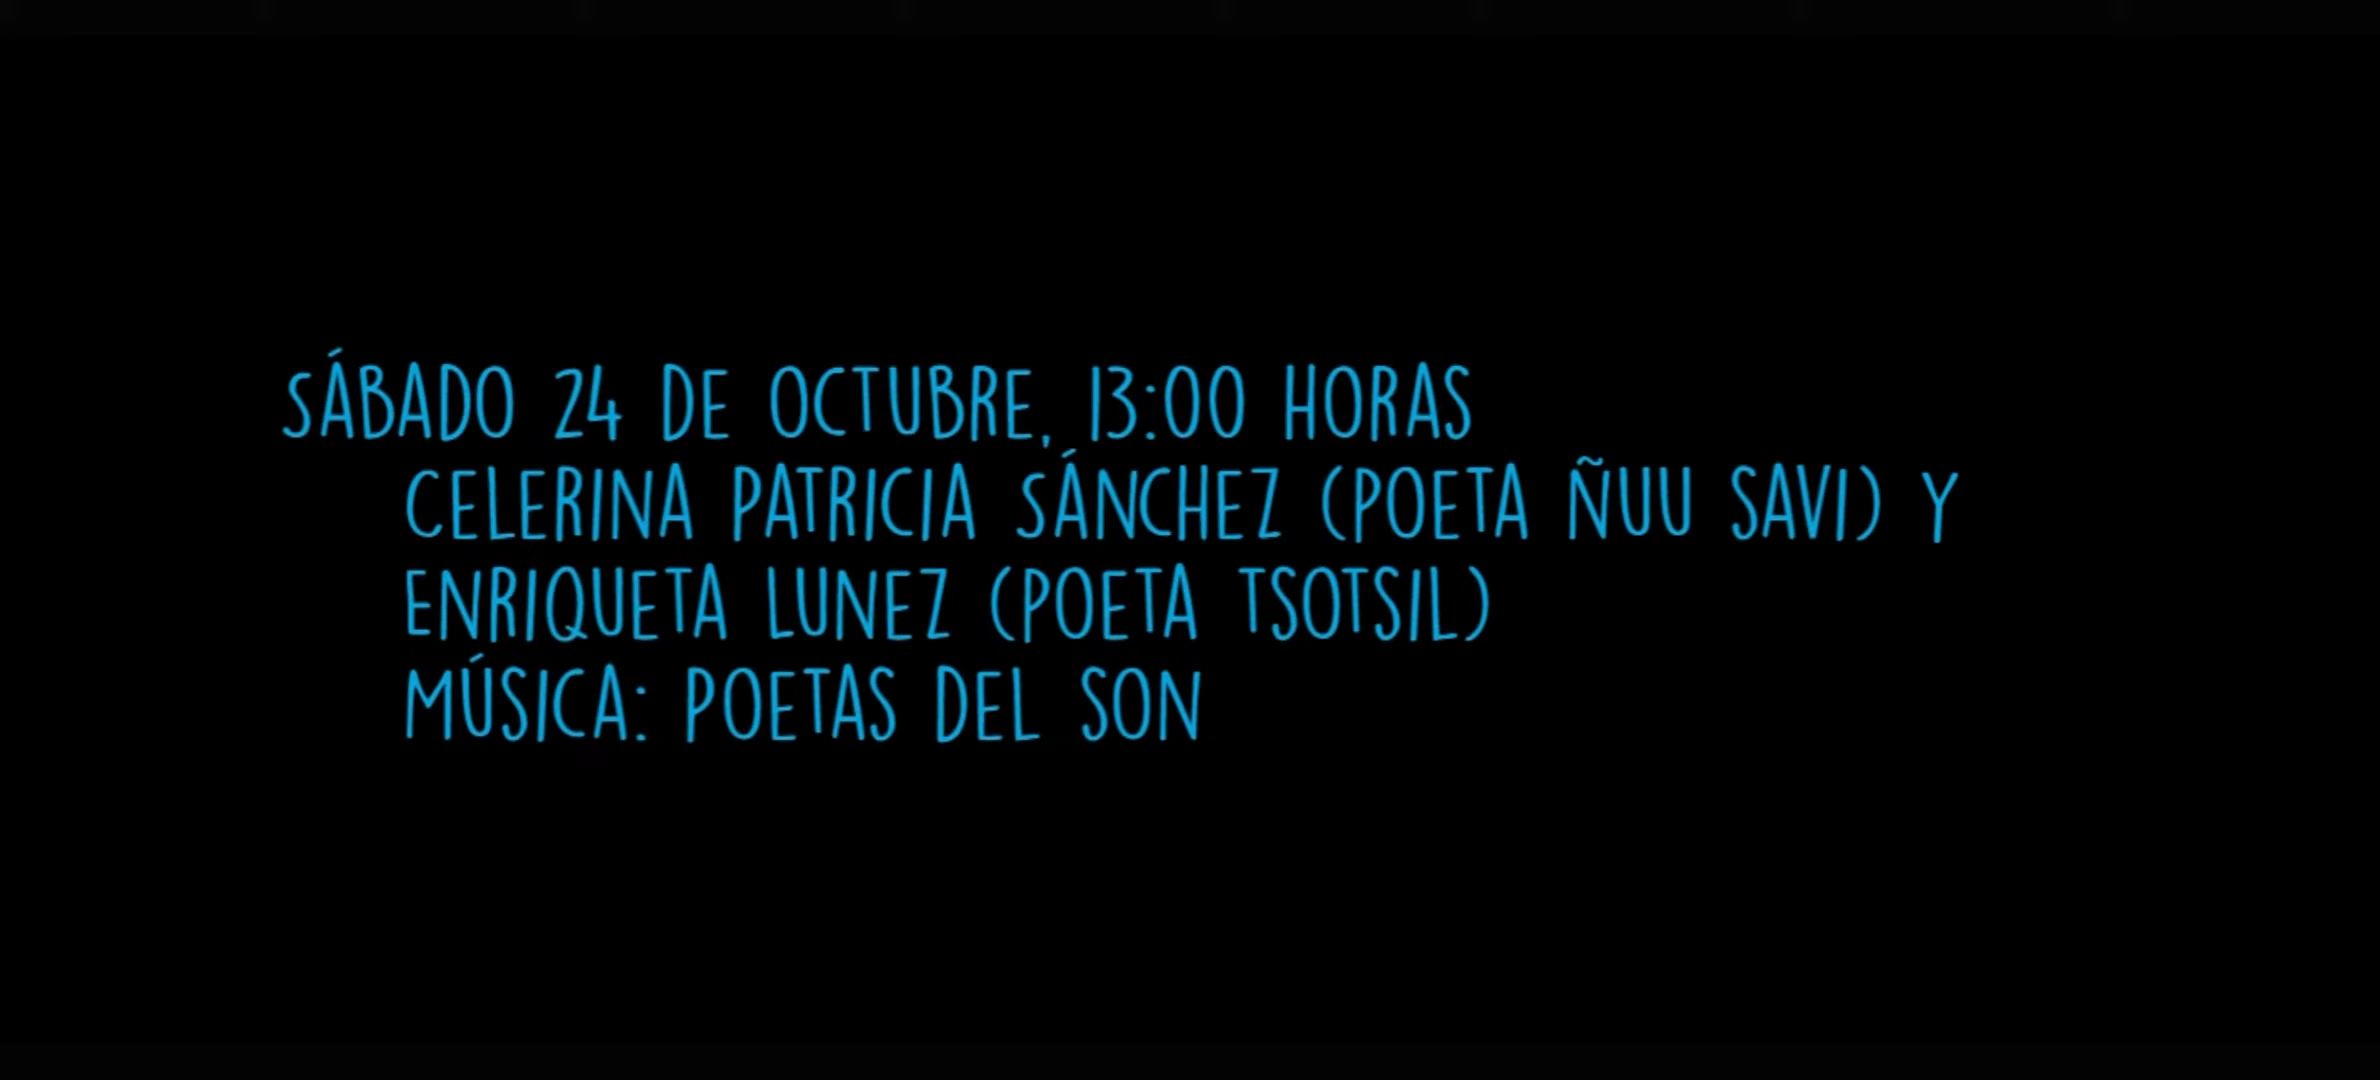 SÁBADO 24 DE OCTUBRE, 13:00 HORAS
CELERINA PATRICIA SÁNCHEZ (POETA ÑUU SAVI) Y
ENRIQUETA LUNEZ (POETA TSOTSIL)
MÚSICA: POETAS DEL SON